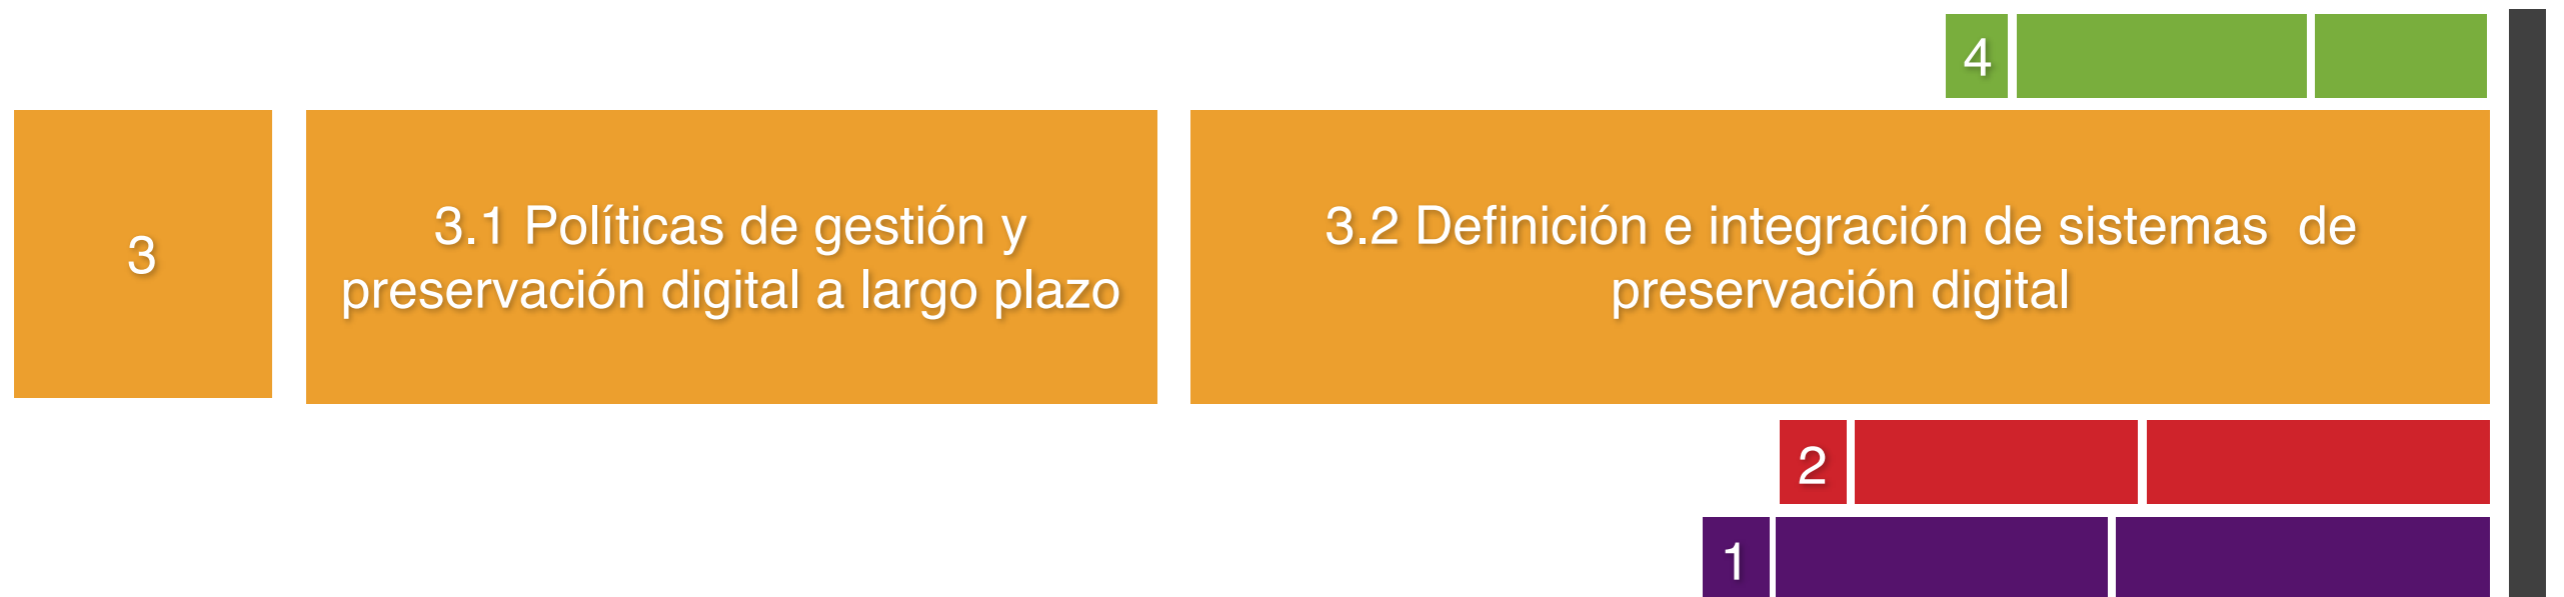 4
3
3.1 Políticas de gestión y
preservación digital a largo plazo
3.2 Definición e integración de sistemas  de
preservación digital
2
1